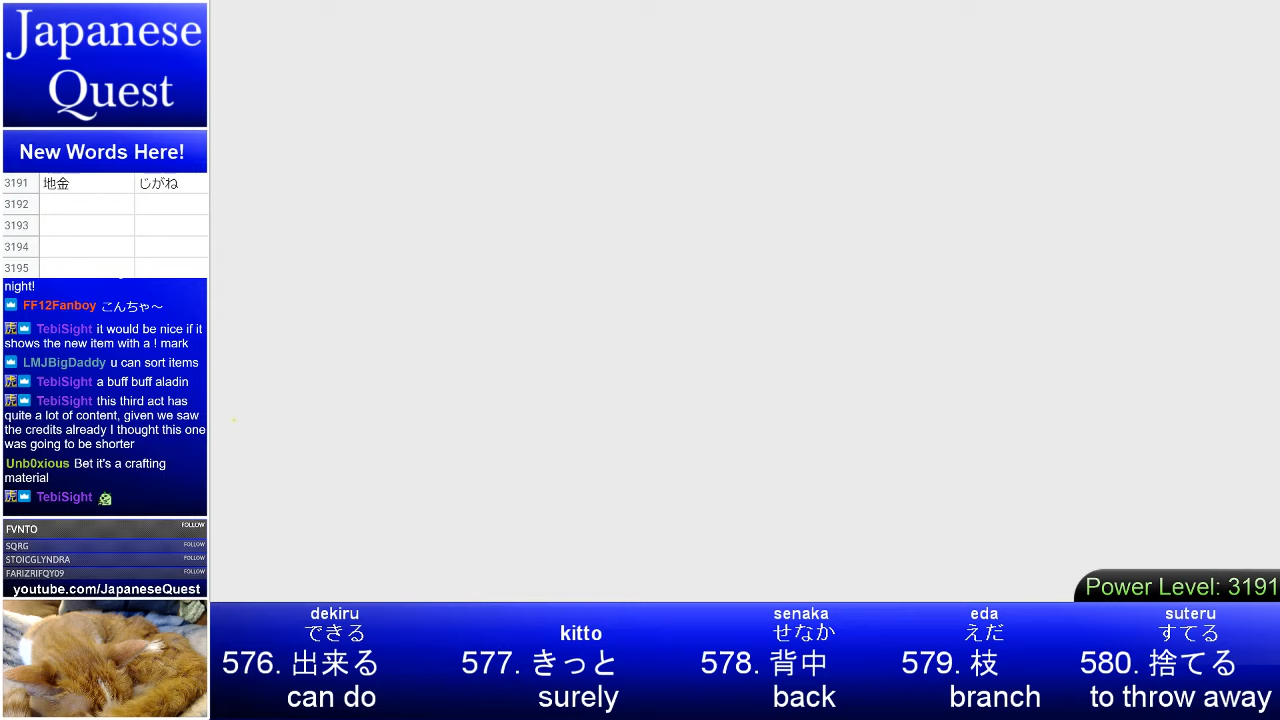 Japanese
Quest
New Words Here!
3191 地金 じがね
3192
3193
3194
3195
night!
FF12Fanboy こんちゃ～
虎 TebiSight it would be nice if it
shows the new item with a ! mark
LMJBigDaddy u can sort items
虎 TebiSight a buff buff aladin
虎 TebiSight this third act has
quite a lot of content, given we saw
the credits already I thought this one
was going to be shorter
Unb0xious Bet it's a crafting
material
虎 TebiSight
FVNTO FOLLOW
SQRG FOLLOW
STOICGLYNDRA FOLLOW
FARIZRIFQY09 FOLLOW
youtube.com/JapaneseQuest
Power Level: 3191
dekiru
できる
576. 出来る
can do
kitto
577. きっと
surely
senaka
せなか
578. 背中
back
eda
えだ
579. 枝
branch
suteru
すてる
580. 捨てる
to throw away